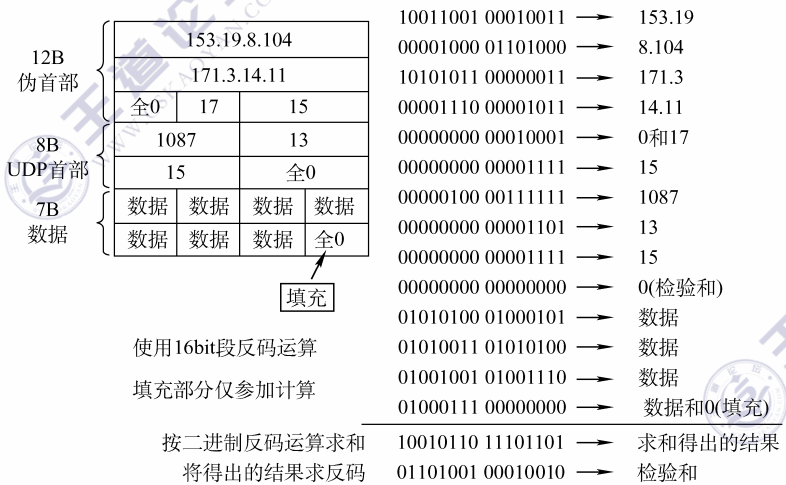 12B
伪首部
153.19.8.104
171.3.14.11
全0 17 15
8B
UDP首部
1087 13
15 全0
7B
数据
数据 数据 数据 数据
数据 数据 数据 全0
填充
使用16bit段反码运算
填充部分仅参加计算
10011001 00010011 → 153.19
00001000 01101000 → 8.104
10101011 00000011 → 171.3
00001110 00001011 → 14.11
00000000 00010001 → 0和17
00000000 00001111 → 15
00000100 00111111 → 1087
00000000 00001101 → 13
00000000 00001111 → 15
00000000 00000000 → 0(检验和)
01010100 01000101 → 数据
01010011 01010100 → 数据
01001001 01001110 → 数据
01000111 00000000 → 数据和0(填充)
按二进制反码运算求和 10010110 11101101 → 求和得出的结果
将得出的结果求反码 01101001 00010010 → 检验和